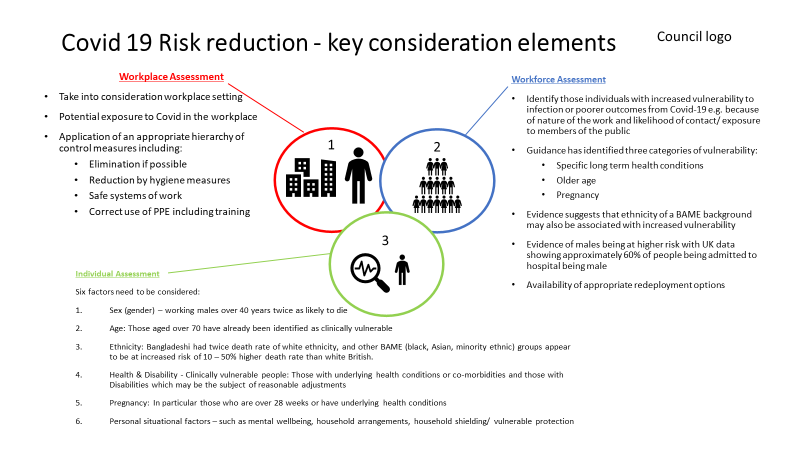 Covid 19 Risk reduction - key consideration elements
Council logo
Workplace Assessment
• Take into consideration workplace setting
• Potential exposure to Covid in the workplace
• Application of an appropriate hierarchy of
control measures including:
• Elimination if possible
• Reduction by hygiene measures
• Safe systems of work
• Correct use of PPE including training
1
2
3
Workforce Assessment
• Identify those individuals with increased vulnerability to
infection or poorer outcomes from Covid-19 e.g. because
of nature of the work and likelihood of contact/ exposure
to members of the public
• Guidance has identified three categories of vulnerability:
• Specific long term health conditions
• Older age
• Pregnancy
• Evidence suggests that ethnicity of a BAME background
may also be associated with increased vulnerability
• Evidence of males being at higher risk with UK data
showing approximately 60% of people being admitted to
hospital being male
• Availability of appropriate redeployment options
Individual Assessment
Six factors need to be considered:
1. Sex (gender) – working males over 40 years twice as likely to die
2. Age: Those aged over 70 have already been identified as clinically vulnerable
3. Ethnicity: Bangladeshi had twice death rate of white ethnicity, and other BAME (black, Asian, minority ethnic) groups appear
to be at increased risk of 10 – 50% higher death rate than white British.
4. Health & Disability - Clinically vulnerable people: Those with underlying health conditions or co-morbidities and those with
Disabilities which may be the subject of reasonable adjustments
5. Pregnancy: In particular those who are over 28 weeks or have underlying health conditions
6. Personal situational factors – such as mental wellbeing, household arrangements, household shielding/ vulnerable protection